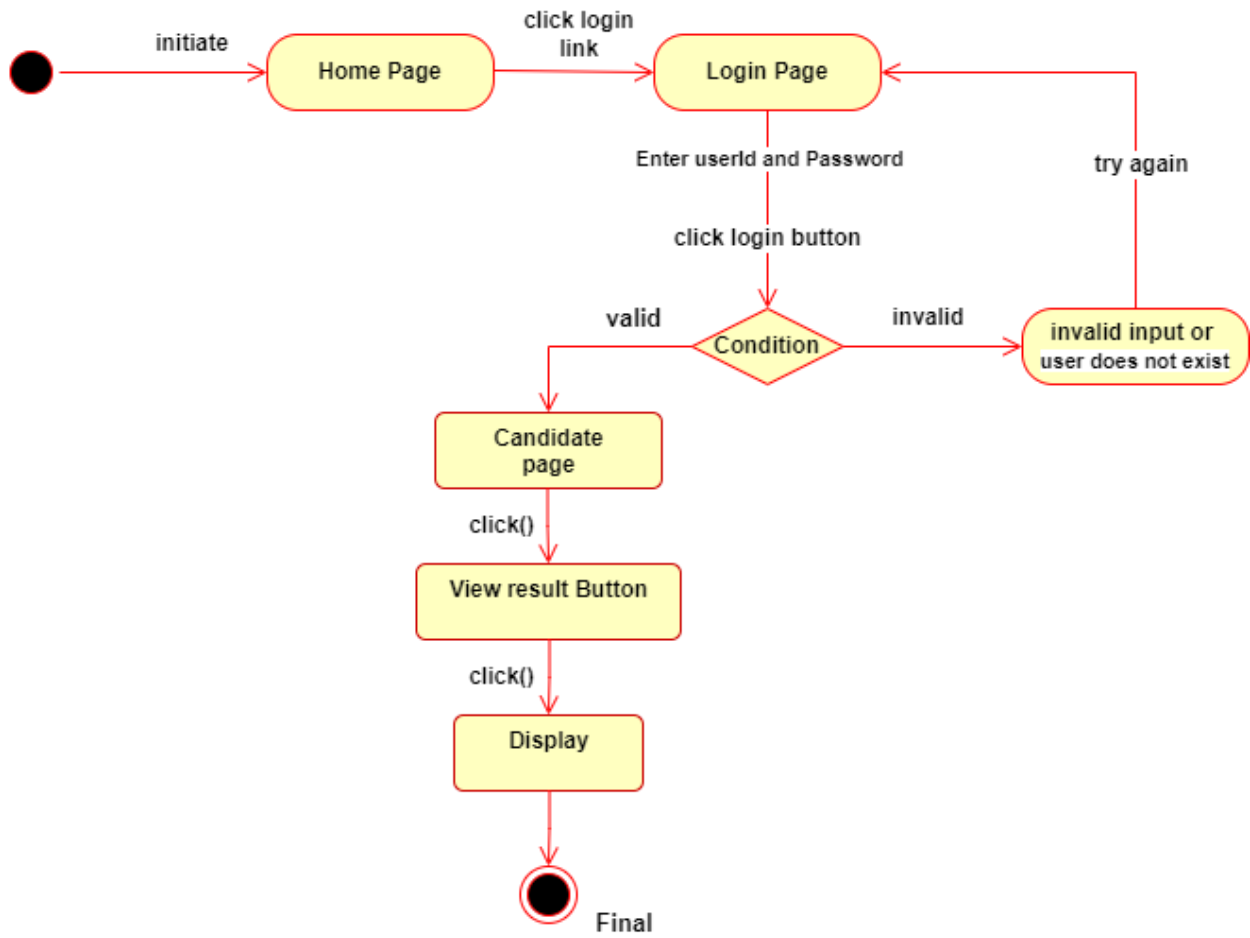 initiate
Home Page
click login
link
Login Page
Enter userId and Password
try again
click login button
valid
Condition
invalid
invalid input or
user does not exist
Candidate
page
click()
View result Button
click()
Display
Final